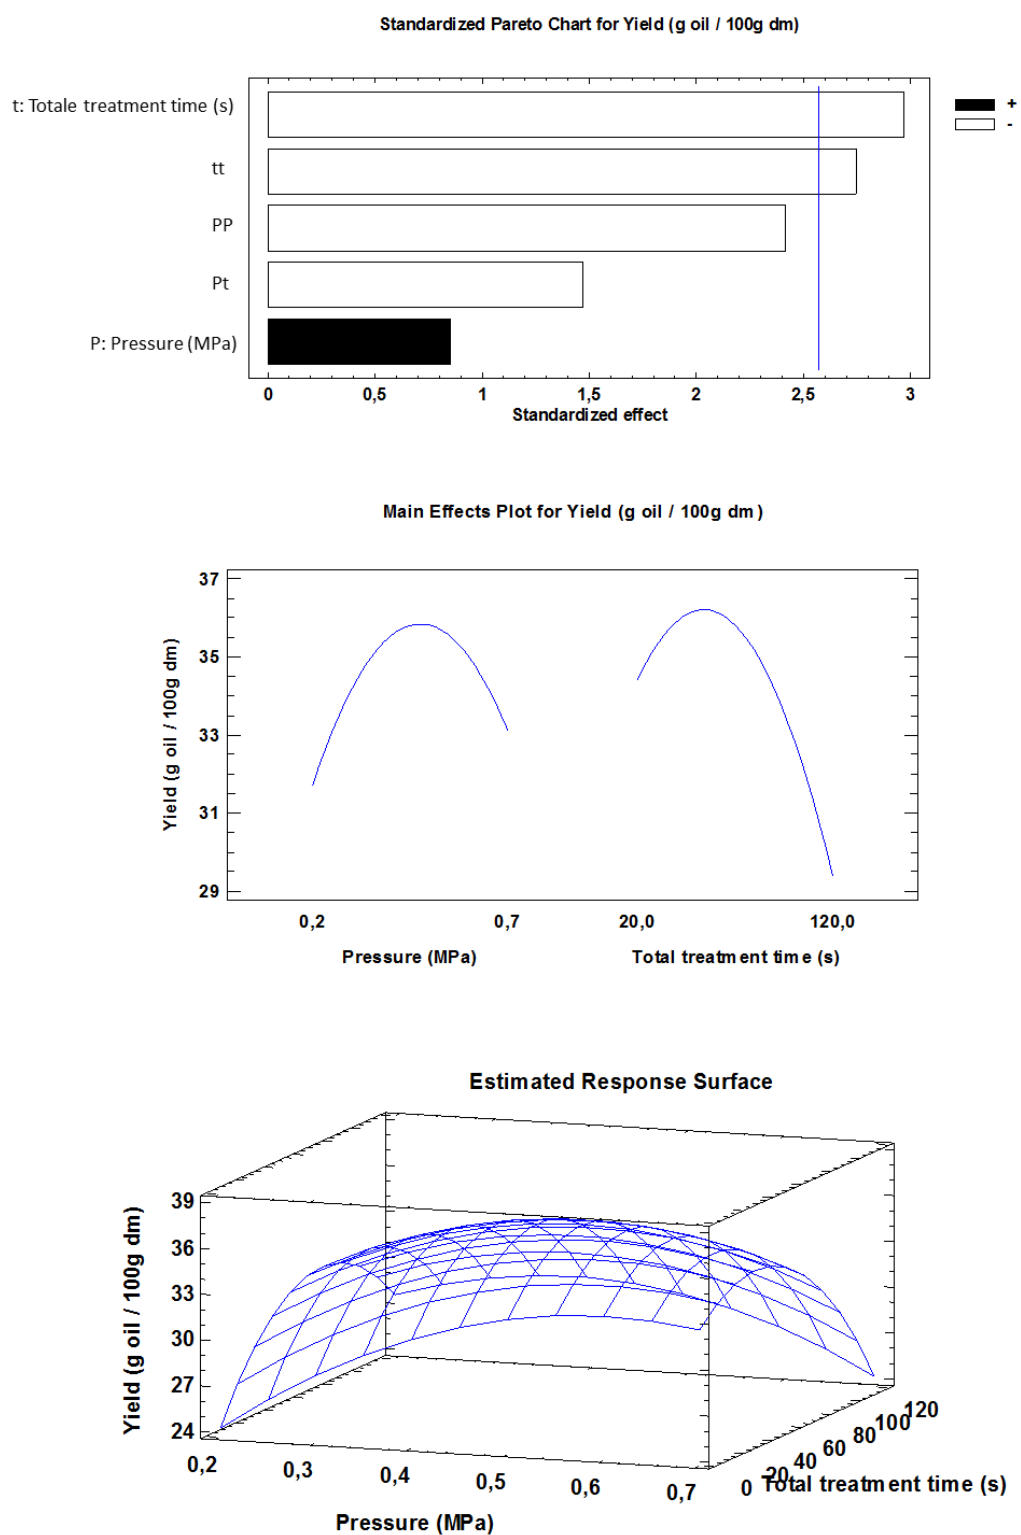 Standardized Pareto Chart for Yield (g oil / 100g dm)
t: Totale treatment time (s)
+
-
tt
PP
Pt
P: Pressure (MPa)
0 0,5 1 1,5 2 2,5 3
Standardized effect
Main Effects Plot for Yield (g oil / 100g dm)
37
35
33
31
29
Yield (g oil / 100g dm)
0,2 0,7 20,0 120,0
Pressure (MPa) Total treatment time (s)
Estimated Response Surface
39
36
33
30
27
24
Yield (g oil / 100g dm)
0,2 0,3 0,4 0,5 0,6 0,7
0 20 40 60 80 100 120
Total treatment time (s)
Pressure (MPa)